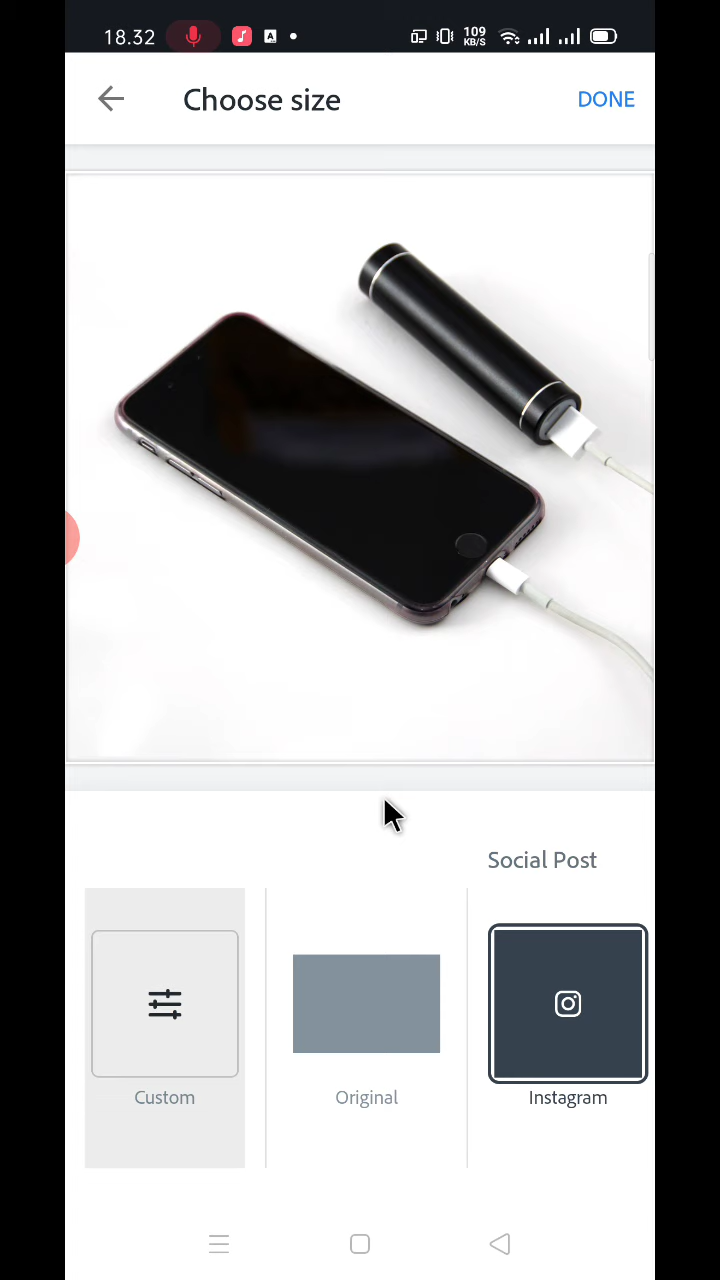 18.32
109
KB/S
Choose size
DONE
Social Post
Custom
Original
Instagram